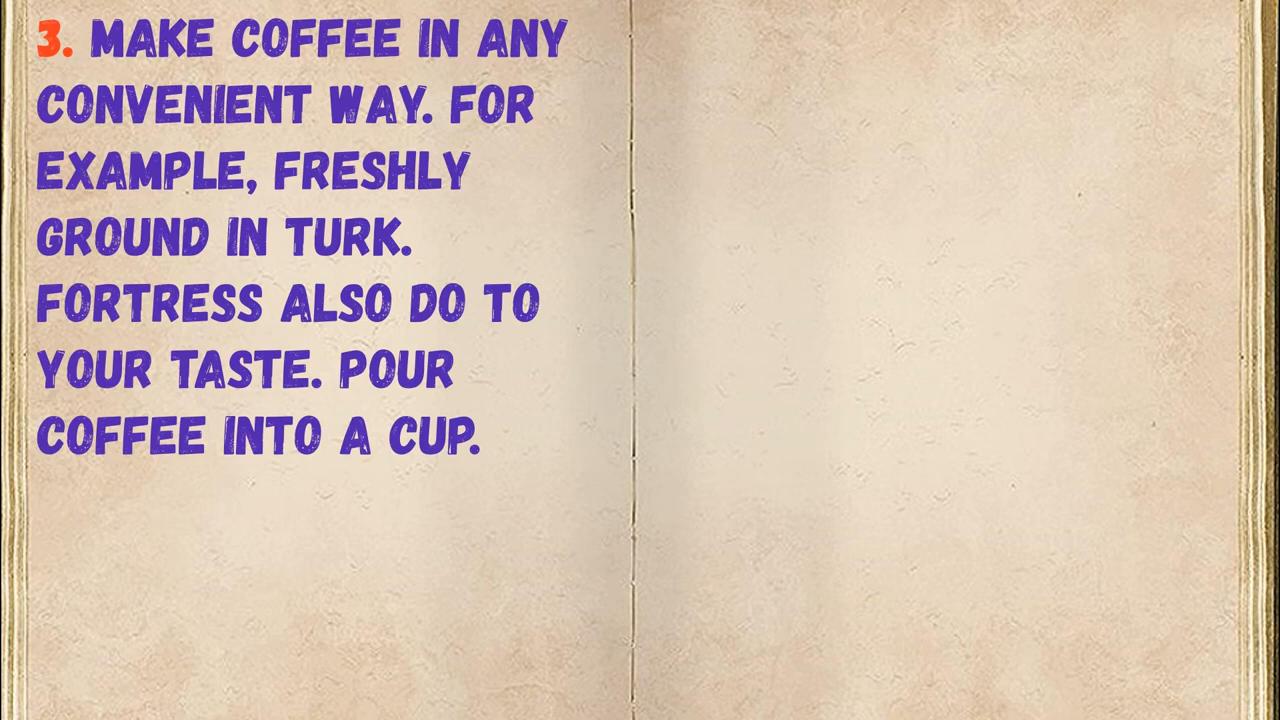 3. MAKE COFFEE IN ANY
CONVENIENT WAY. FOR
EXAMPLE, FRESHLY
GROUND IN TURK.
FORTRESS ALSO DO TO
YOUR TASTE. POUR
COFFEE INTO A CUP.